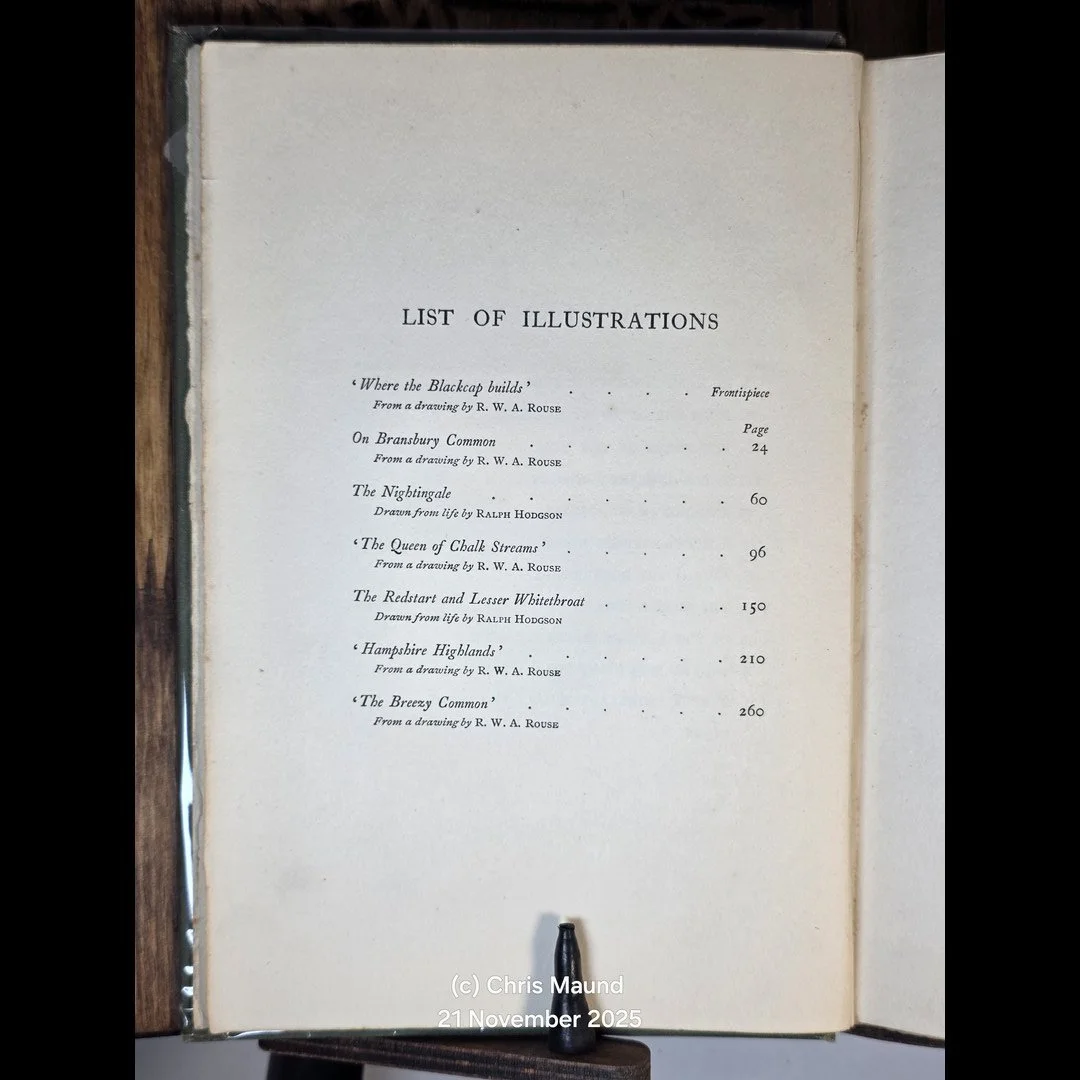 LIST OF ILLUSTRATIONS
‘Where the Blackcap builds’ . . . . Frontispiece
From a drawing by R. W. A. ROUSE
Page
On Bransbury Common . . . . . . 24
From a drawing by R. W. A. ROUSE
The Nightingale . . . . . . . 60
Drawn from life by RALPH HODGSON
‘The Queen of Chalk Streams’ . . . . . 96
From a drawing by R. W. A. ROUSE
The Redstart and Lesser Whitethroat . . . . 150
Drawn from life by RALPH HODGSON
‘Hampshire Highlands’ . . . . . . 210
From a drawing by R. W. A. ROUSE
‘The Breezy Common’ . . . . . . 260
From a drawing by R. W. A. ROUSE
(c) Chris Maund
21 November 2025